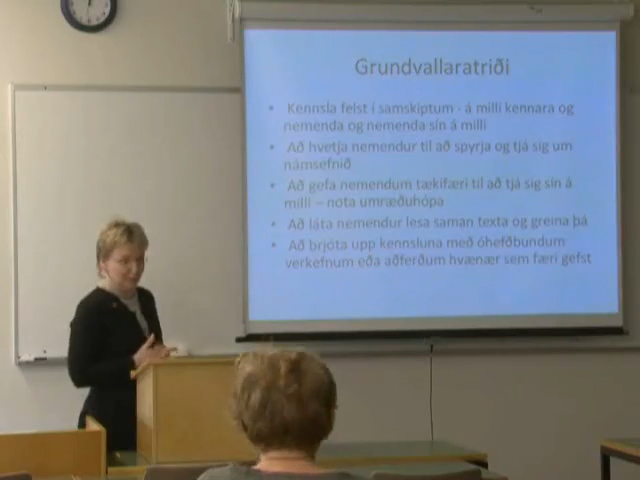 Grundvallaratriði
• Kennsla felst í samskiptum - á milli kennara og
nemenda og nemenda sín á milli
• Að hvetja nemendur til að spyrja og tjá sig um
námsefnið
• Að gefa nemendum tækifæri til að tjá sig sín á
milli – nota umræðuhópa
• Að láta nemendur lesa saman texta og greina þá
• Að brjóta upp kennsluna með óhefðbundum
verkefnum eða aðferðum hvænær sem færi gefst